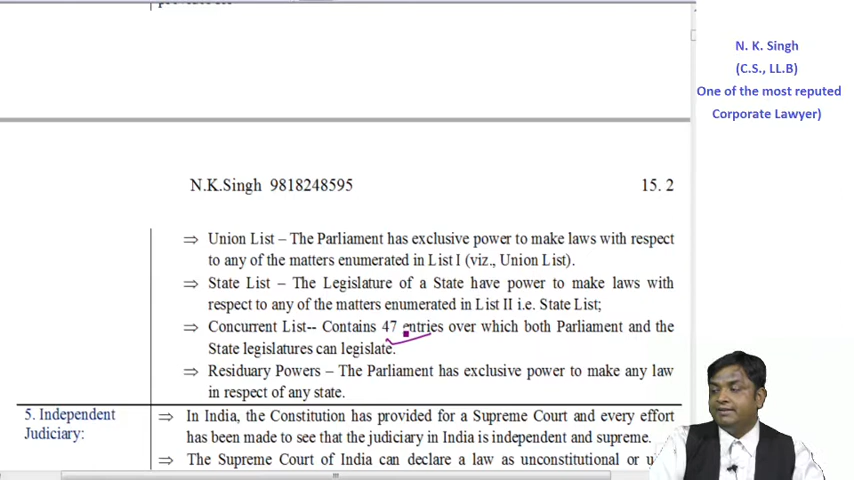 N. K. Singh
(C.S., LL.B)
One of the most reputed
Corporate Lawyer)
N.K.Singh 9818248595 15. 2
⇒ Union List – The Parliament has exclusive power to make laws with respect
to any of the matters enumerated in List I (viz., Union List).
⇒ State List – The Legislature of a State have power to make laws with
respect to any of the matters enumerated in List II i.e. State List;
⇒ Concurrent List-- Contains 47 entries over which both Parliament and the
State legislatures can legislate.
⇒ Residuary Powers – The Parliament has exclusive power to make any law
in respect of any state.
5. Independent
Judiciary:
⇒ In India, the Constitution has provided for a Supreme Court and every effort
has been made to see that the judiciary in India is independent and supreme.
⇒ The Supreme Court of India can declare a law as unconstitutional or